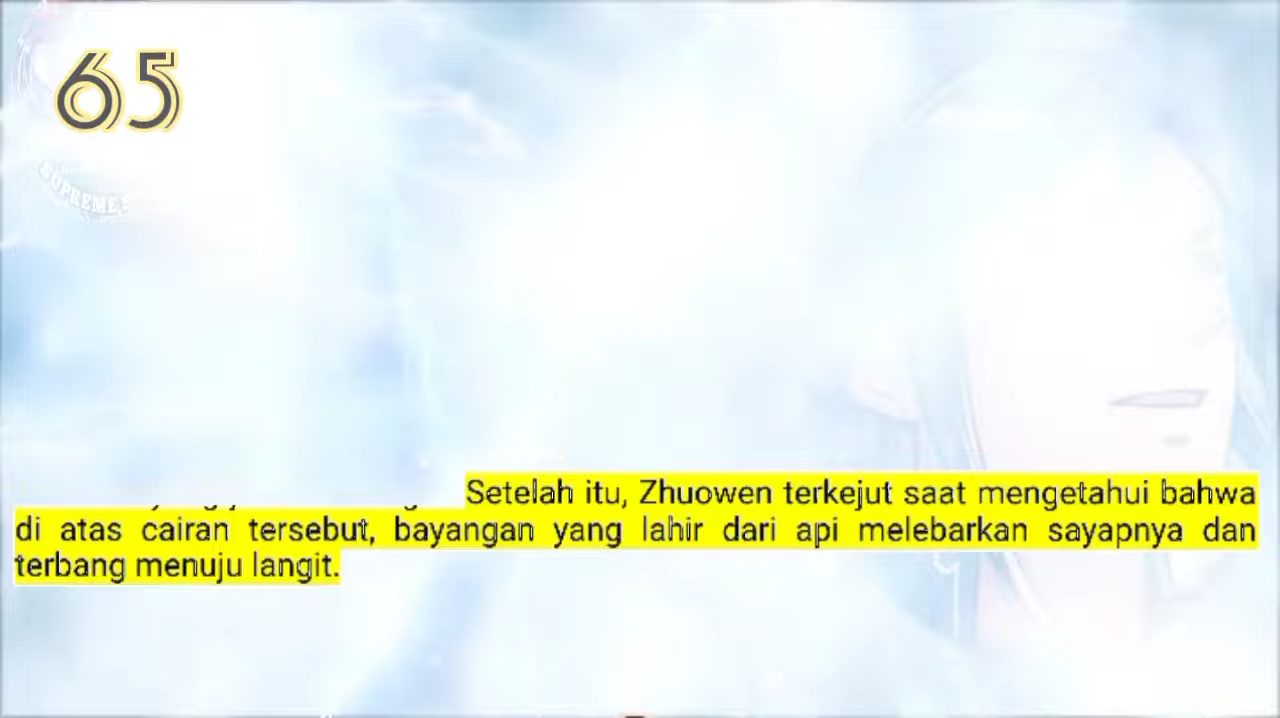 65
SUPREME
Setelah itu, Zhuowen terkejut saat mengetahui bahwa
di atas cairan tersebut, bayangan yang lahir dari api melebarkan sayapnya dan
terbang menuju langit.